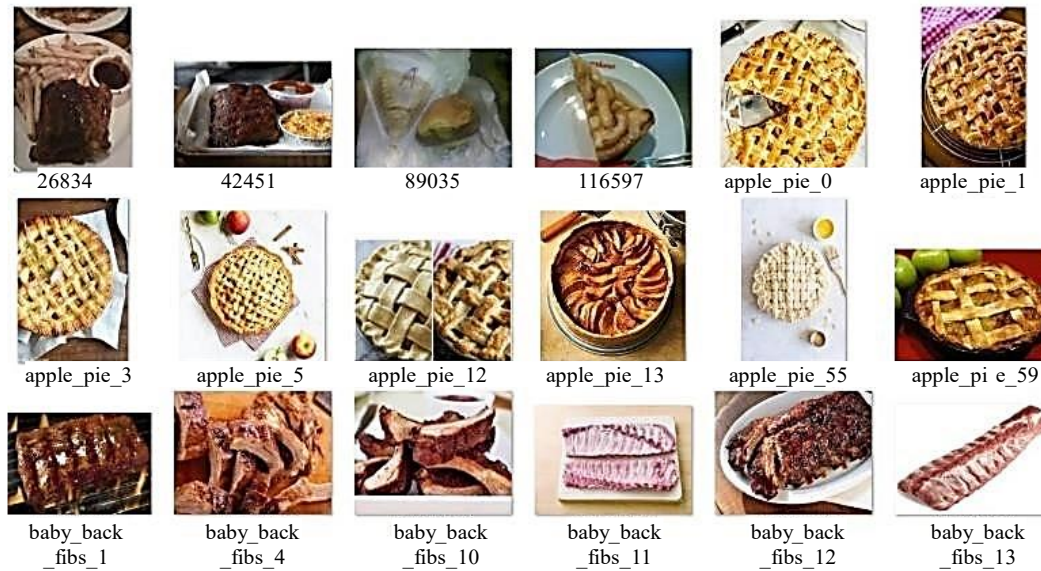 26834 42451 89035 116597 apple_pie_0 apple_pie_1
apple_pie_3 apple_pie_5 apple_pie_12 apple_pie_13 apple_pie_55 apple_pi e_59
baby_back baby_back baby_back baby_back baby_back baby_back
_fibs_1 _fibs_4 _fibs_10 _fibs_11 _fibs_12 _fibs_13